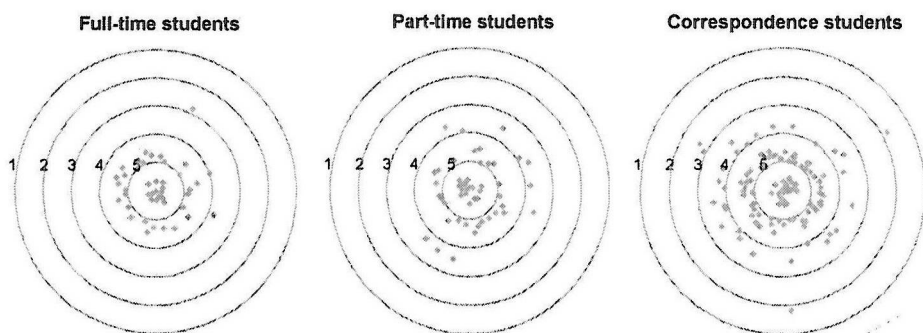 Full-time students
Part-time students
Correspondence students
1 2 3 4 5
1 2 3 4 5
1 2 3 4 5